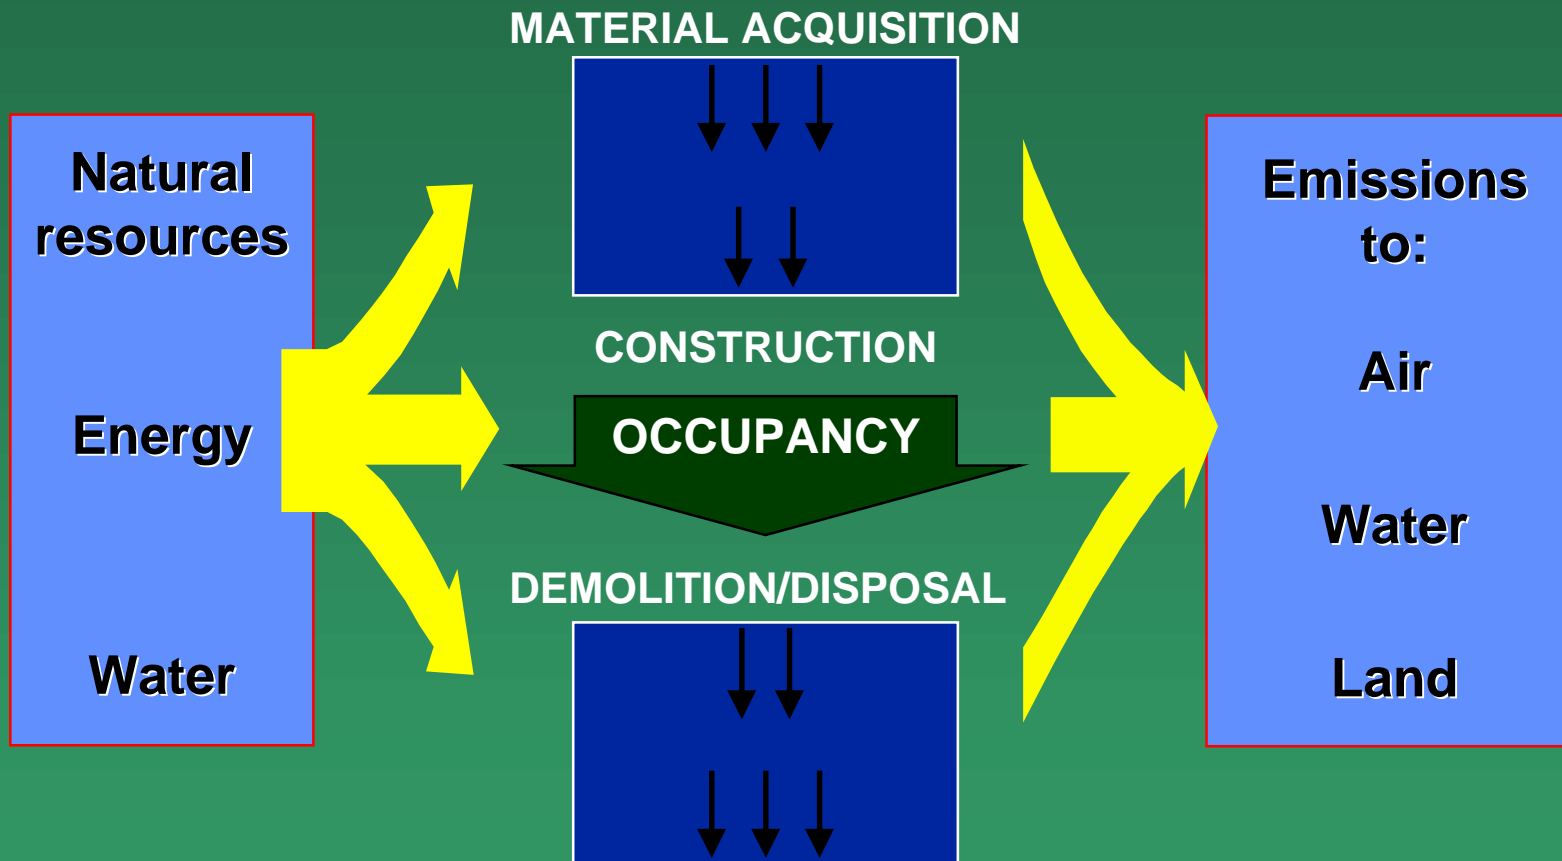 MATERIAL ACQUISITION
Natural
resources
Energy
Water
CONSTRUCTION
OCCUPANCY
DEMOLITION/DISPOSAL
Emissions
to:
Air
Water
Land